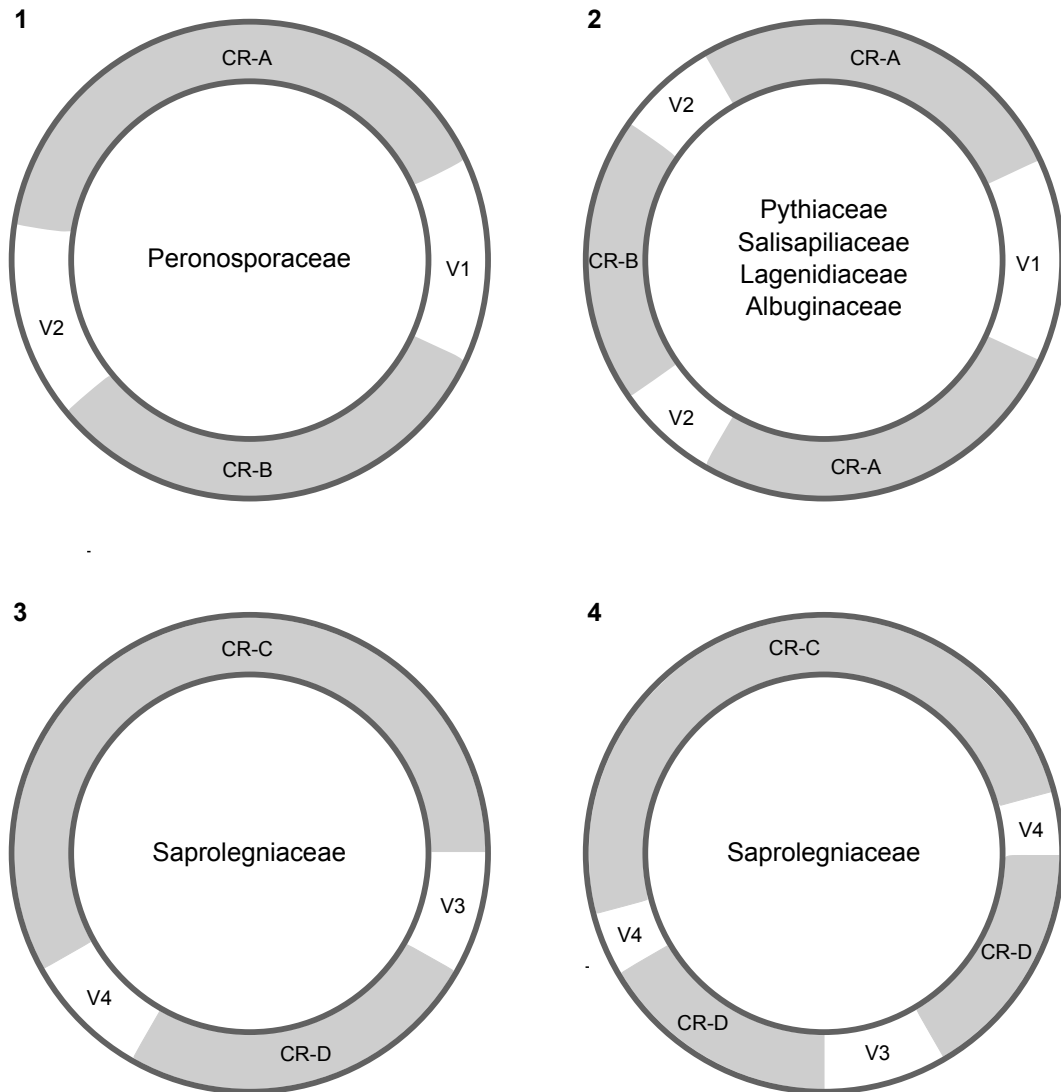 1
CR-A
Peronosporaceae
V1
V2
CR-B
-
2
CR-A
V2
Pythiaceae
Salisapiliaceae
Lagenidiaceae
Albuginaceae
CR-B
V1
V2
CR-A
3
CR-C
Saprolegniaceae
V3
V4
CR-D
4
CR-C
V4
Saprolegniaceae
V4
CR-D
-
CR-D
V3